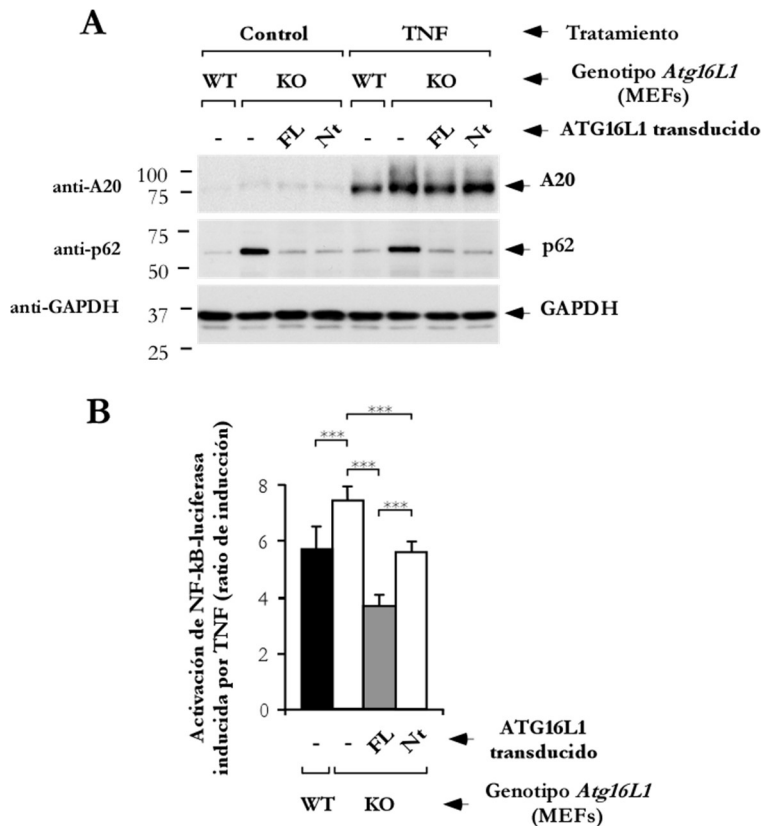 A
Control TNF Tratamiento
WT KO WT KO Genotipo Atg16L1
(MEFs)
- - FL Nt - - FL Nt ATG16L1 transducido
anti-A20 100 75 A20
anti-p62 75 50 p62
anti-GAPDH 37 25 GAPDH
B
Activación de NF-kB-luciferasa
inducida por TNF (ratio de inducción)
***
*** *** ***
8
6
4
2
0
- - FL Nt ATG16L1
transducido
WT KO Genotipo Atg16L1
(MEFs)